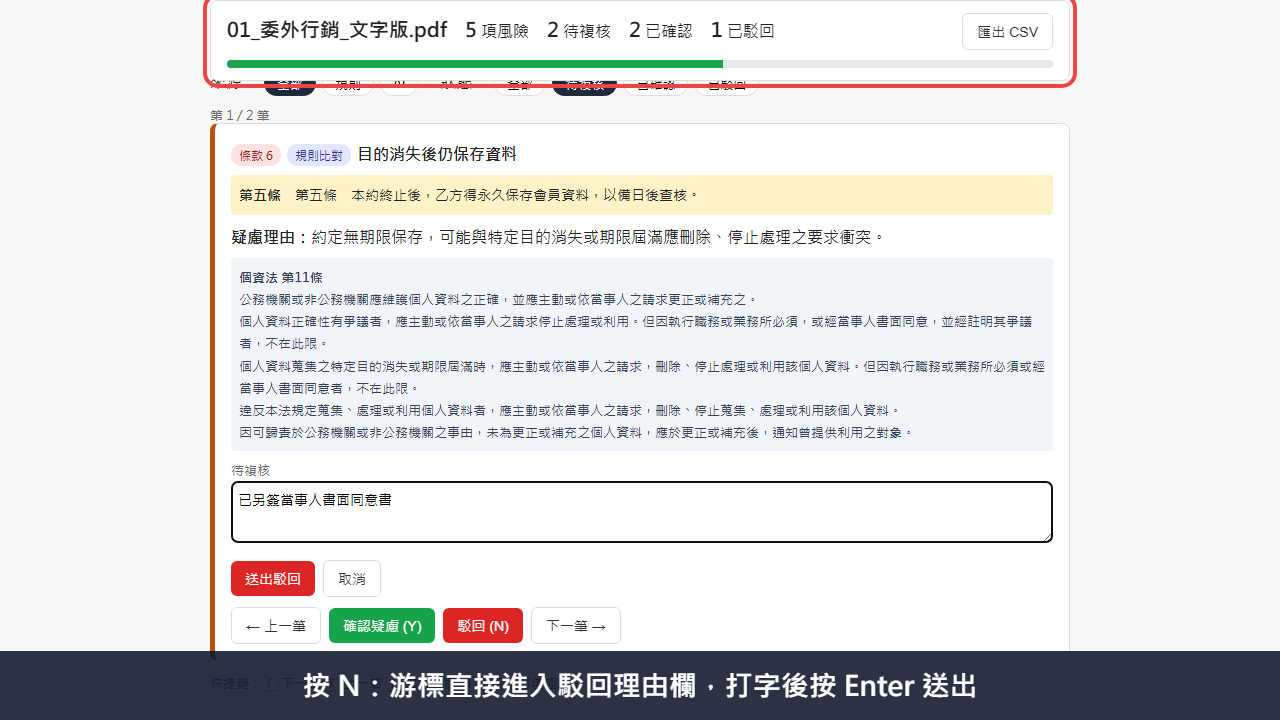 01_委外行銷_文字版.pdf 5 項風險 2 待複核 2 已確認 1 已駁回 匯出 CSV
全部 規則 AI 狀態 全部 待複核 已確認 已駁回
第 1 / 2 筆
條款 6 規則比對 目的消失後仍保存資料
第五條 第五條 本約終止後，乙方得永久保存會員資料，以備日後查核。
疑慮理由：約定無期限保存，可能與特定目的消失或期限屆滿應刪除、停止處理之要求衝突。
個資法 第11條
公務機關或非公務機關應維護個人資料之正確，並應主動或依當事人之請求更正或補充之。
個人資料正確性有爭議者，應主動或依當事人之請求停止處理或利用。但因執行職務或業務所必須，或經當事人書面同意，並經註明其爭議
者，不在此限。
個人資料蒐集之特定目的消失或期限屆滿時，應主動或依當事人之請求，刪除、停止處理或利用該個人資料。但因執行職務或業務所必須或經
當事人書面同意者，不在此限。
違反本法規定蒐集、處理或利用個人資料者，應主動或依當事人之請求，刪除、停止蒐集、處理或利用該個人資料。
因可歸責於公務機關或非公務機關之事由，未為更正或補充之個人資料，應於更正或補充後，通知曾提供利用之對象。
待複核
已另簽當事人書面同意書
送出駁回 取消
← 上一筆 確認疑慮 (Y) 駁回 (N) 下一筆 →
快捷鍵： J 下一
按 N：游標直接進入駁回理由欄，打字後按 Enter 送出